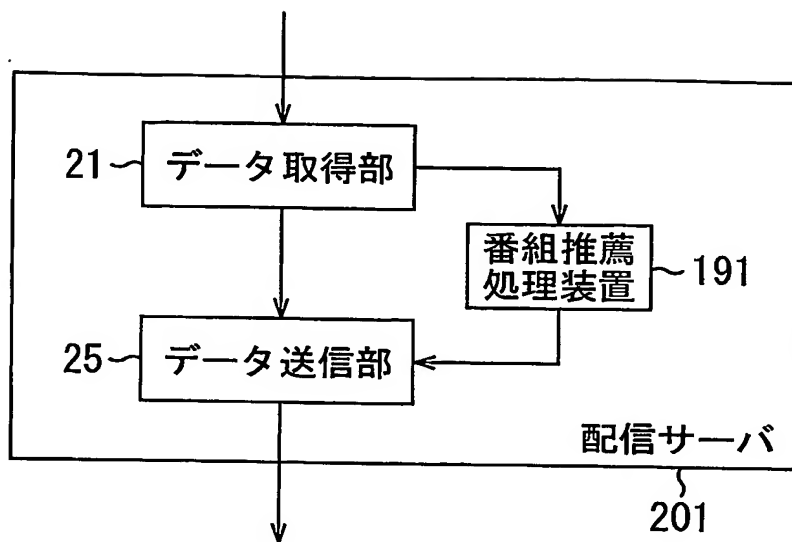 21
データ取得部
番組推薦
処理装置
191
25
データ送信部
配信サーバ
201